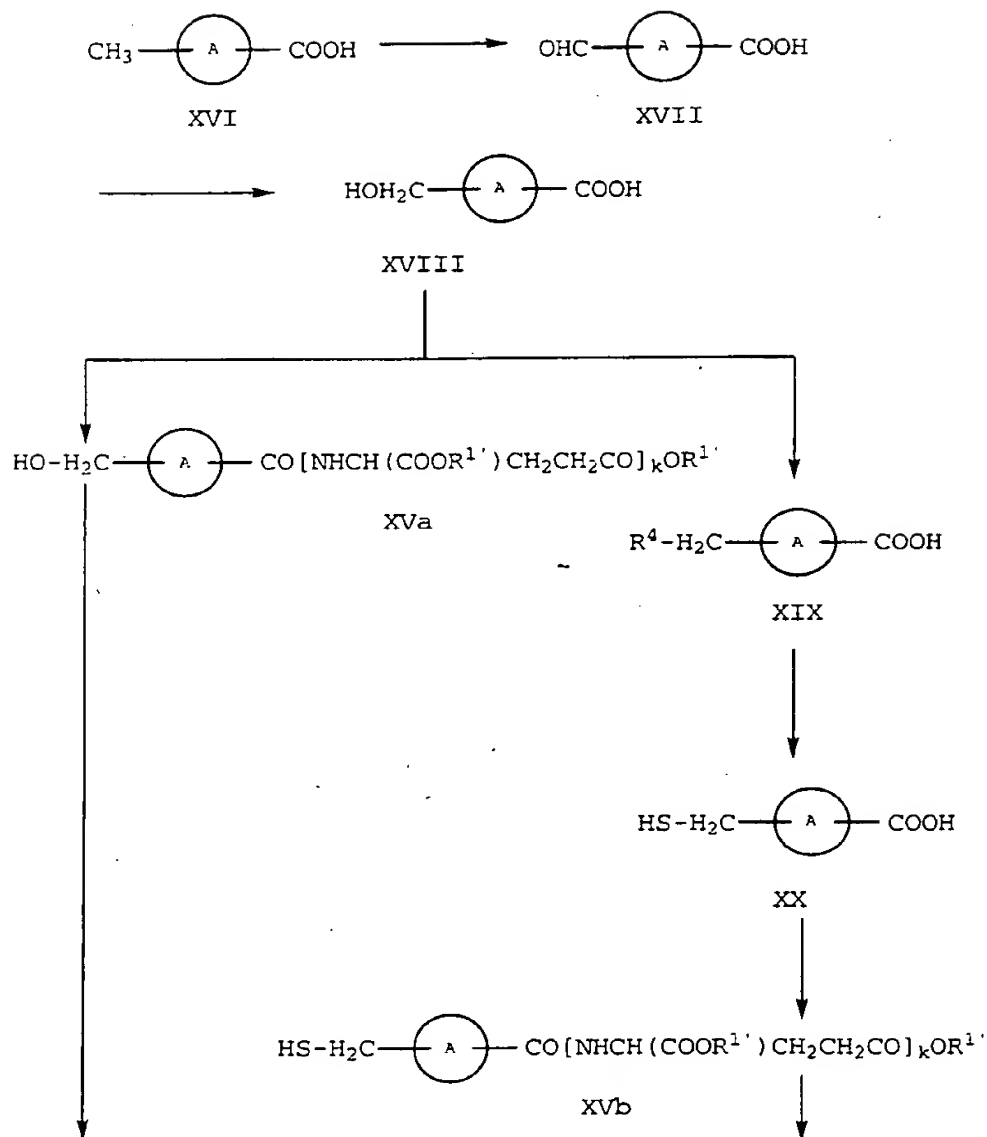 CH₃ A COOH
XVI
OHC A COOH
XVII
HOH₂C A COOH
XVIII
HO-H₂C A CO[NHCH(COOR¹')CH₂CH₂CO]ₖOR¹'
XVa
R⁴-H₂C A COOH
XIX
HS-H₂C A COOH
XX
HS-H₂C A CO[NHCH(COOR¹')CH₂CH₂CO]ₖOR¹'
XVb